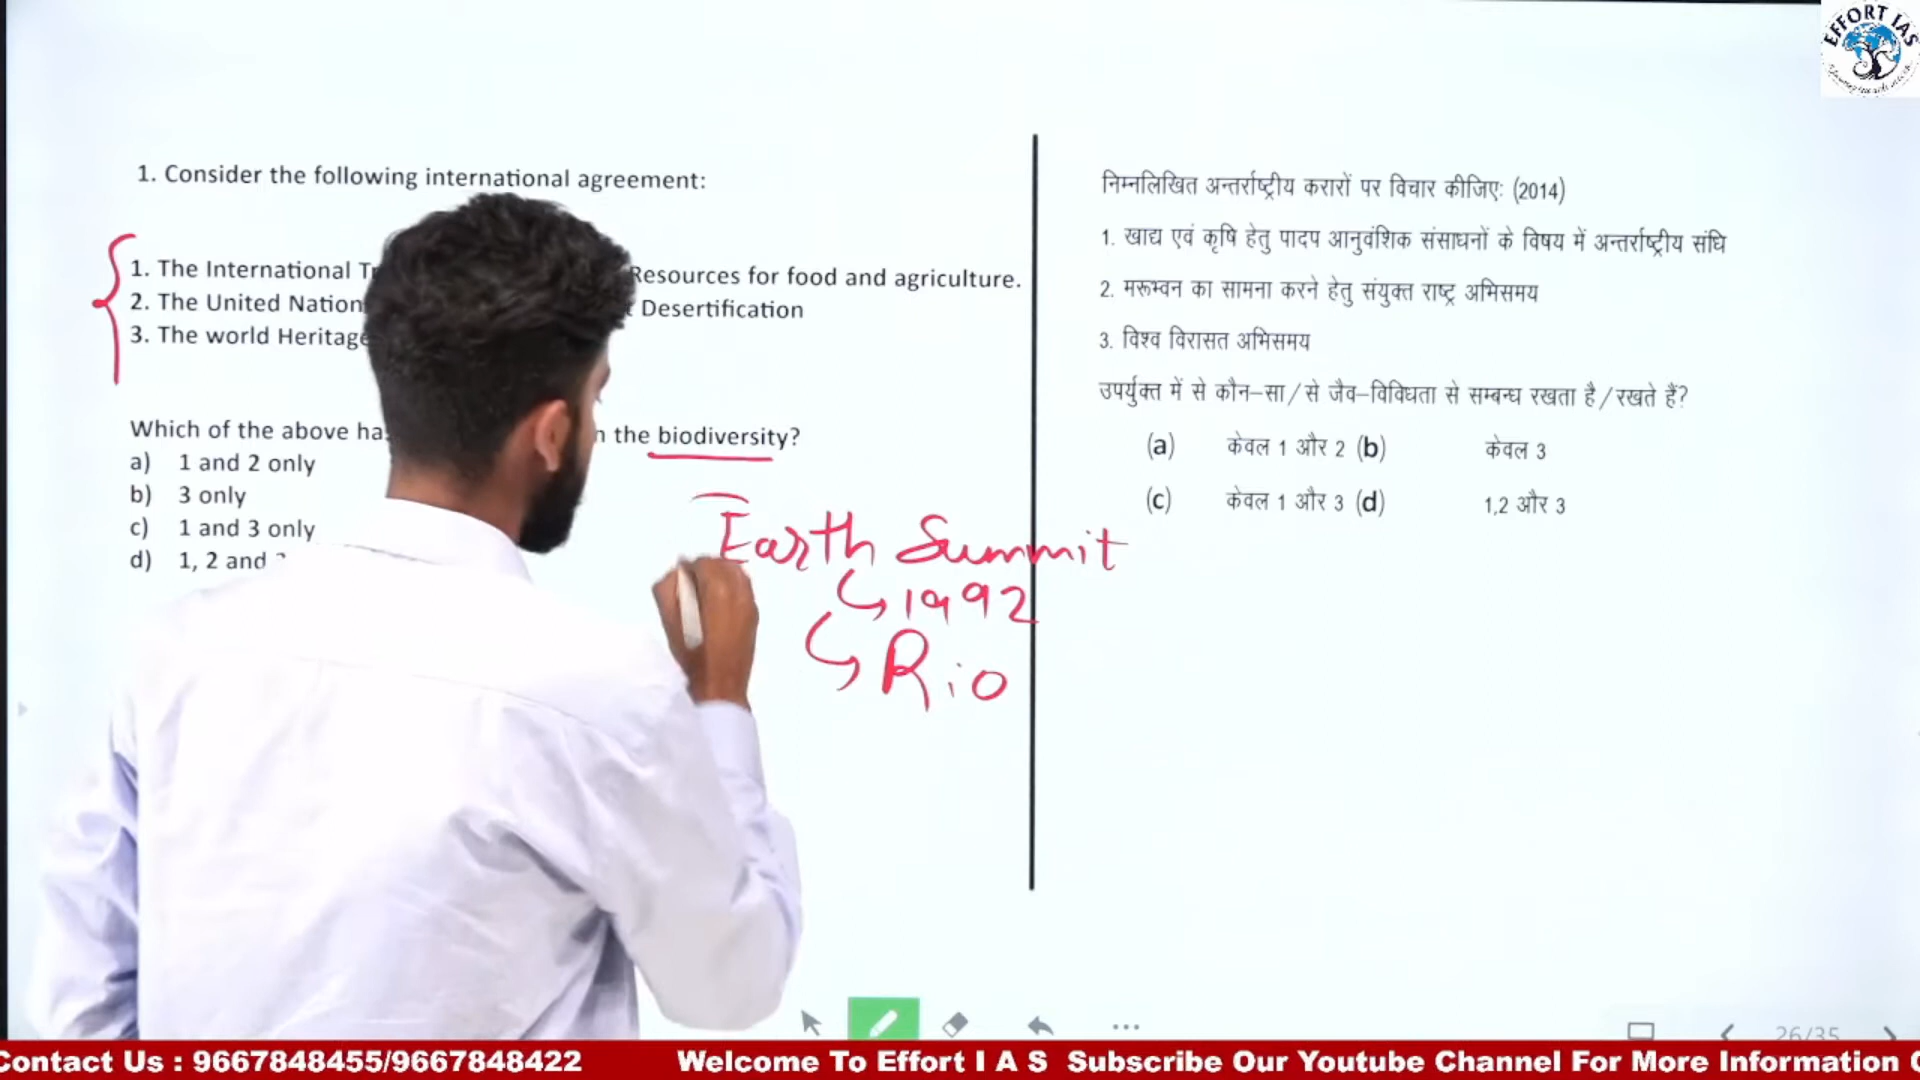 EFFORT IAS
1. Consider the following international agreement:
1. The International Resources for food and agriculture.
2. The United Nation Desertification
3. The world Heritage
Which of the above the biodiversity?
a) 1 and 2 only
b) 3 only
c) 1 and 3 only
d) 1, 2 and
Earth Summit
1992
Rio
निम्नलिखित अन्तर्राष्ट्रीय करारों पर विचार कीजिएः (2014)
1. खाद्य एवं कृषि हेतु पादप आनुवंशिक संसाधनों के विषय में अन्तर्राष्ट्रीय संधि
2. मरूभ्वन का सामना करने हेतु संयुक्त राष्ट्र अभिसमय
3. विश्व विरासत अभिसमय
उपर्युक्त में से कौन–सा/से जैव–विविधता से सम्बन्ध रखता है/रखते हैं?
(a) केवल 1 और 2 (b) केवल 3
(c) केवल 1 और 3 (d) 1,2 और 3
26/35
Contact Us : 9667848455/9667848422 Welcome To Effort I A S Subscribe Our Youtube Channel For More Information